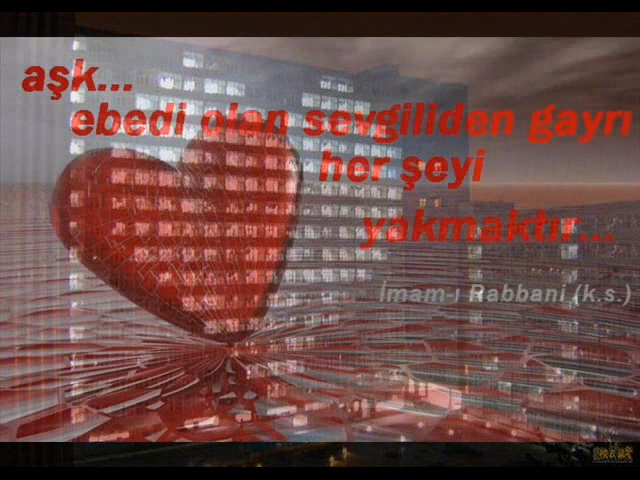 aşk...
ebedi olan sevgiliden gayrı
her şeyi
yakmaktır...
İmam-ı Rabbani (k.s.)